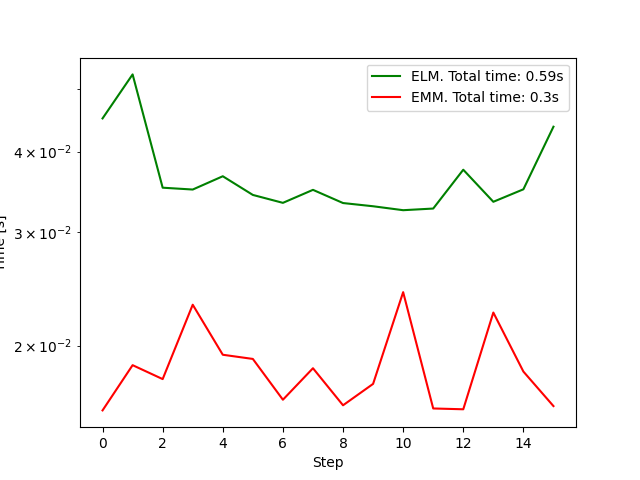 ELM. Total time: 0.59s
EMM. Total time: 0.3s
4 × 10⁻²
3 × 10⁻²
2 × 10⁻²
Time [s]
0 2 4 6 8 10 12 14
Step